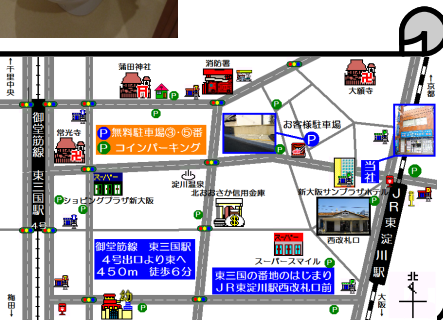 ↑千里中央
蒲田神社
消防署
大願寺
↑京都
御堂筋線 東三国駅
常光寺
P 無料駐車場③・⑤番
P コインパーキング
お客様駐車場
P
当社
スーパー
ショッピングプラザ新大阪
淀川温泉
北おおさか信用金庫
新大阪サンプラザホテル
JR東淀川駅
4号
西改札口
御堂筋線 東三国駅
4号出口より東へ
450m 徒歩6分
スーパー
スーパースマイル
東三国の番地のはじまり
JR東淀川駅西改札口前
北
梅田↓
大阪↓